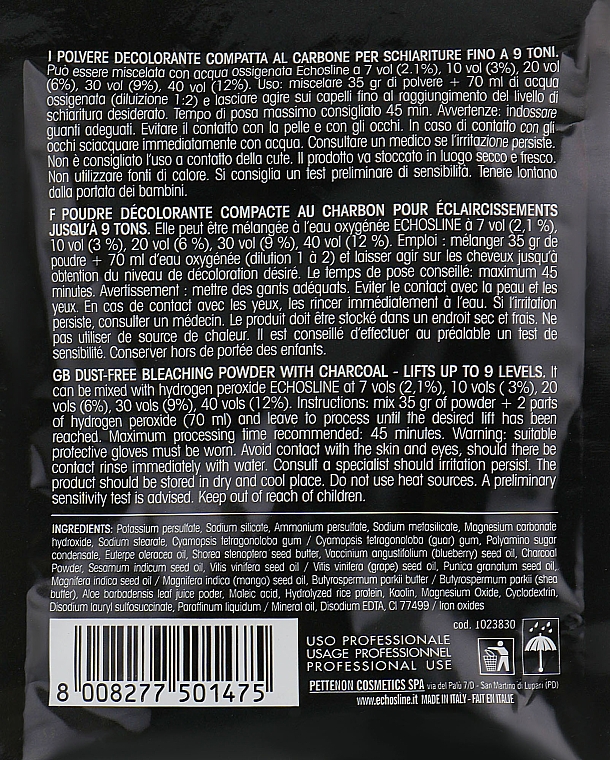 I POLVERE DECOLORANTE COMPATTA AL CARBONE PER SCHIARITURE FINO A 9 TONI.
Può essere miscelata con acqua ossigenata Echosline a 7 vol (2.1%), 10 vol (3%), 20 vol
(6%), 30 vol (9%), 40 vol (12%). Uso: miscelare 35 gr di polvere + 70 ml di acqua
ossigenata (diluizione 1:2) e lasciare agire sui capelli fino al raggiungimento del livello di
schiaritura desiderato. Tempo di posa massimo consigliato 45 min. Avvertenze: indossare
guanti adeguati. Evitare il contatto con la pelle e con gli occhi. In caso di contatto con gli
occhi sciacquare immediatamente con acqua. Consultare un medico se l'irritazione persiste.
Non è consigliato l'uso a contatto della cute. Il prodotto va stoccato in luogo secco e fresco.
Non utilizzare fonti di calore. Si consiglia un test preliminare di sensibilità. Tenere lontano
dalla portata dei bambini.
F POUDRE DÉCOLORANTE COMPACTE AU CHARBON POUR ÉCLAIRCISSEMENTS
JUSQU'À 9 TONS. Elle peut être mélangée à l'eau oxygénée ECHOSLINE à 7 vol (2,1 %),
10 vol (3 %), 20 vol (6 %), 30 vol (9 %), 40 vol (12 %). Emploi : mélanger 35 gr de
poudre + 70 ml d'eau oxygénée (dilution 1 à 2) et laisser agir sur les cheveux jusqu'à
obtention du niveau de décoloration désiré. Le temps de pose conseillé: maximum 45
minutes. Avertissement : mettre des gants adéquats. Eviter le contact avec la peau et les
yeux. En cas de contact avec les yeux, les rincer immédiatement à l'eau. Si l'irritation
persiste, consulter un médecin. Le produit doit être stocké dans un endroit sec et frais. Ne
pas utiliser de source de chaleur. Il est conseillé d'effectuer au préalable un test de
sensibilité. Conserver hors de portée des enfants.
GB DUST-FREE BLEACHING POWDER WITH CHARCOAL - LIFTS UP TO 9 LEVELS. It
can be mixed with hydrogen peroxide ECHOSLINE at 7 vols (2,1%), 10 vols ( 3%), 20
vols (6%), 30 vols (9%), 40 vols (12%). Instructions: mix 35 gr of powder + 2 parts
of hydrogen peroxide (70 ml) and leave to process until the desired lift has been
reached. Maximum processing time recommended: 45 minutes. Warning: suitable
protective gloves must be worn. Avoid contact with the skin and eyes, should there be
contact rinse immediately with water. Consult a specialist should irritation persist. The
product should be stored in dry and cool place. Do not use heat sources. A preliminary
sensitivity test is advised. Keep out of reach of children.
INGREDIENTS: Potassium persulfate, Sodium silicate, Ammonium persulfate, Sodium metasilicate, Magnesium carbonate
hydroxide, Sodium stearate, Cyamopsis tetragonoloba gum / Cyamopsis tetragonoloba (guar) gum, Polyamino sugar
condensate, Euterpe oleracea oil, Shorea stenoptera seed butter, Vaccinium angustifolium (blueberry) seed oil, Charcoal
Powder, Sesamum indicum seed oil, Vitis vinifera seed oil / Vitis vinifera (grape) seed oil, Punica granatum seed oil,
Magnifera indica seed oil / Magnifera indica (mango) seed oil, Butyrospermum parkii butter / Butyrospermum parkii (shea
butter), Aloe barbadensis leaf juice poder, Maleic acid, Hydrolyzed rice protein, Kaolin, Magnesium Oxide, Cyclodextrin,
Disodium lauryl sulfosuccinate, Paraffinum liquidum / Mineral oil, Disodium EDTA, CI 77499 / Iron oxides
cod. 1023830
USO PROFESSIONALE
USAGE PROFESSIONNEL
PROFESSIONAL USE
PETTENON COSMETICS SPA via del Palù 7/D - San Martino di Lupari (PD)
www.echosline.it MADE IN ITALY - FAIT EN ITALIE
8 008277 501475